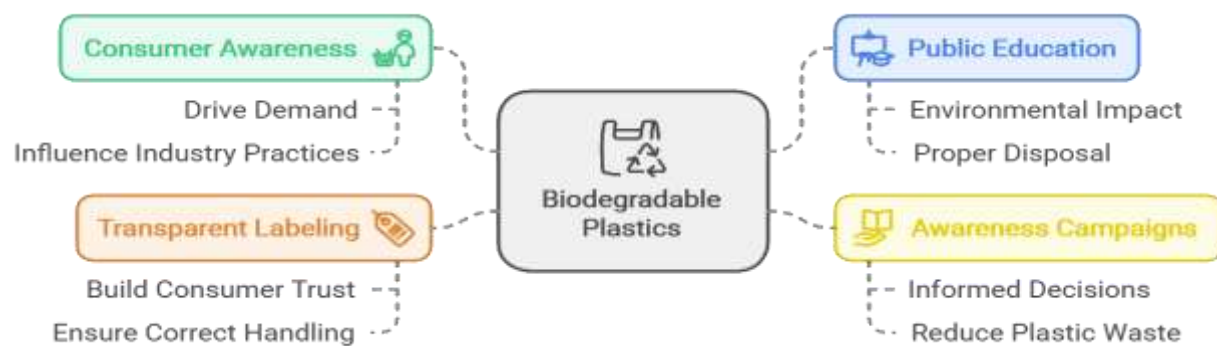 Consumer Awareness
Drive Demand
Influence Industry Practices
Transparent Labeling
Build Consumer Trust
Ensure Correct Handling
Biodegradable
Plastics
Public Education
Environmental Impact
Proper Disposal
Awareness Campaigns
Informed Decisions
Reduce Plastic Waste